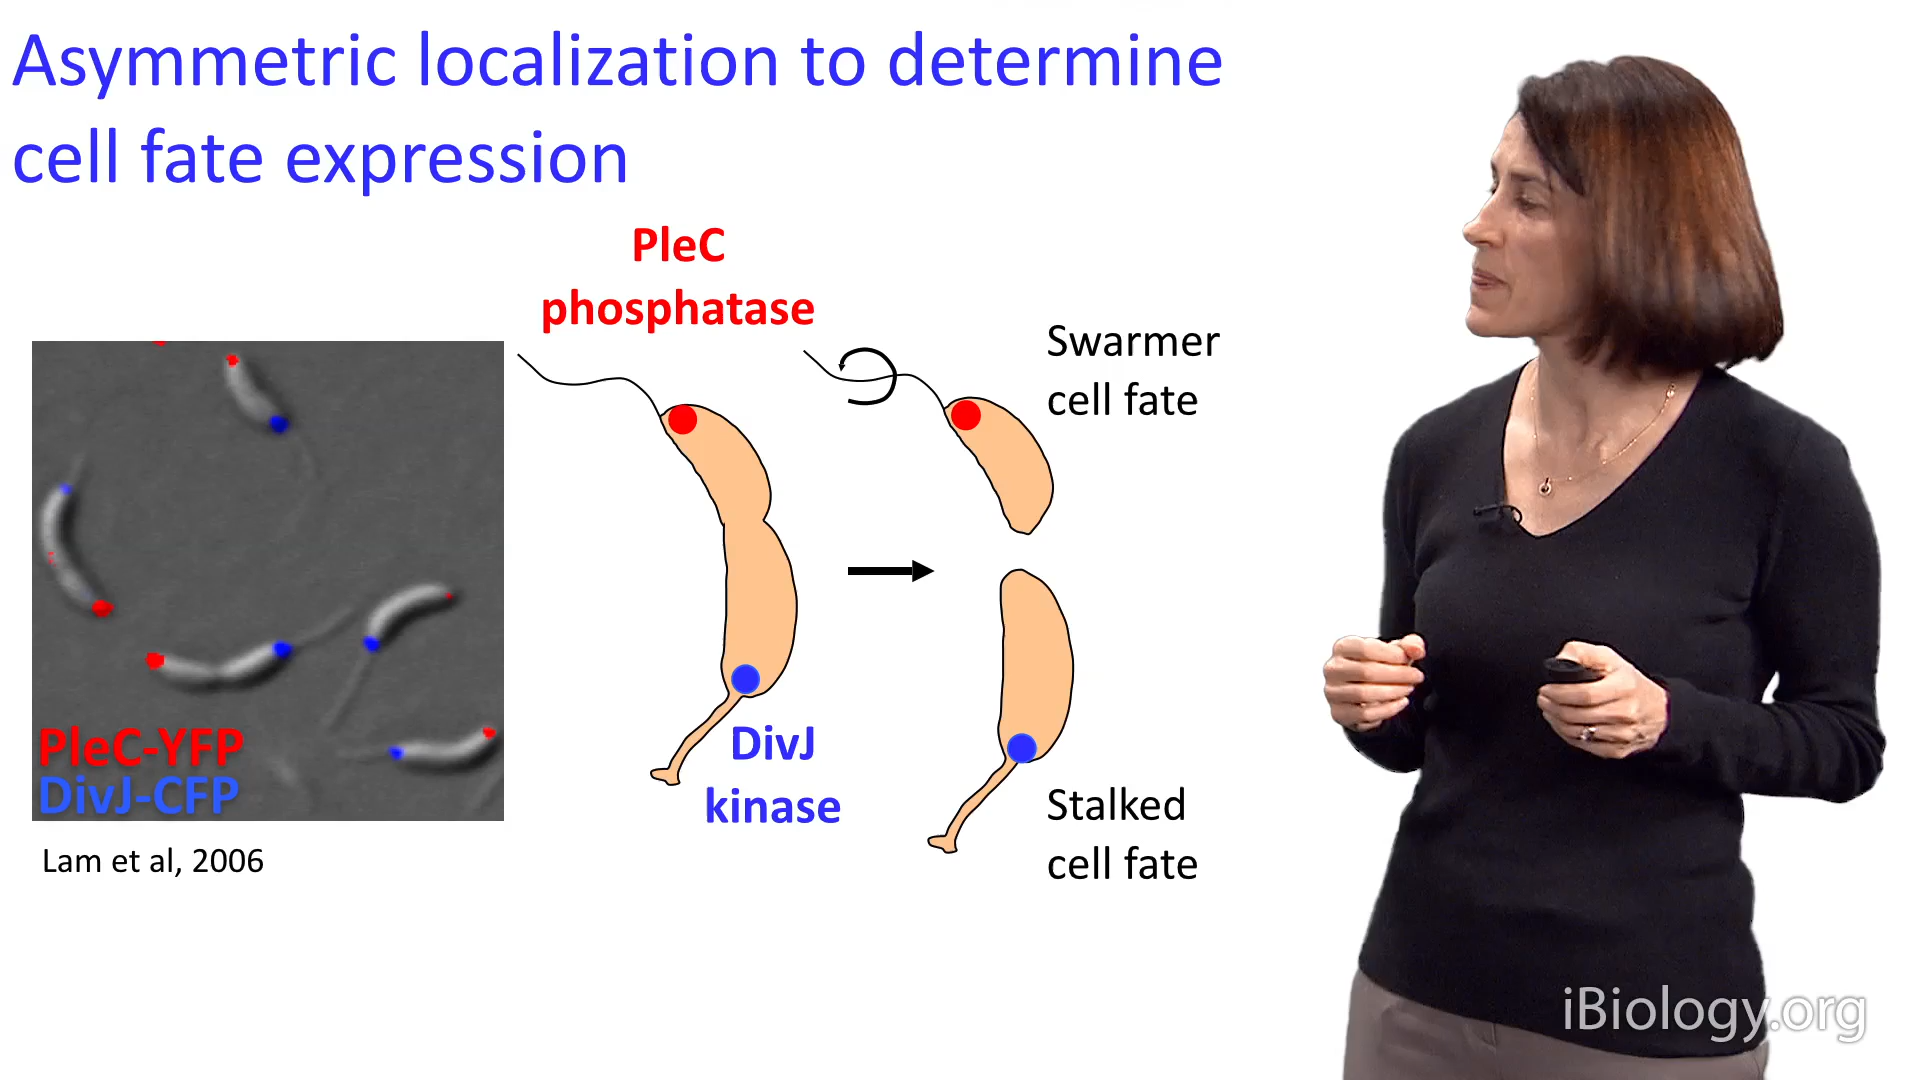 Asymmetric localization to determine
cell fate expression
PleC
phosphatase
Swarmer
cell fate
PleC-YFP
DivJ-CFP
Lam et al, 2006
DivJ
kinase
Stalked
cell fate
iBiology.org